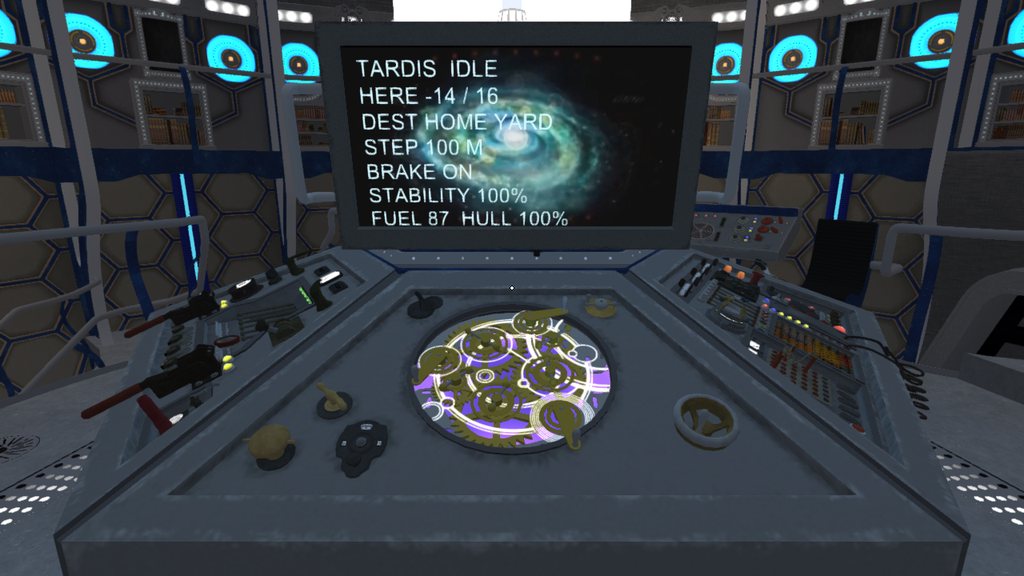 TARDIS IDLE
HERE -14 / 16
DEST HOME YARD
STEP 100 M
BRAKE ON
STABILITY 100%
FUEL 87 HULL 100%